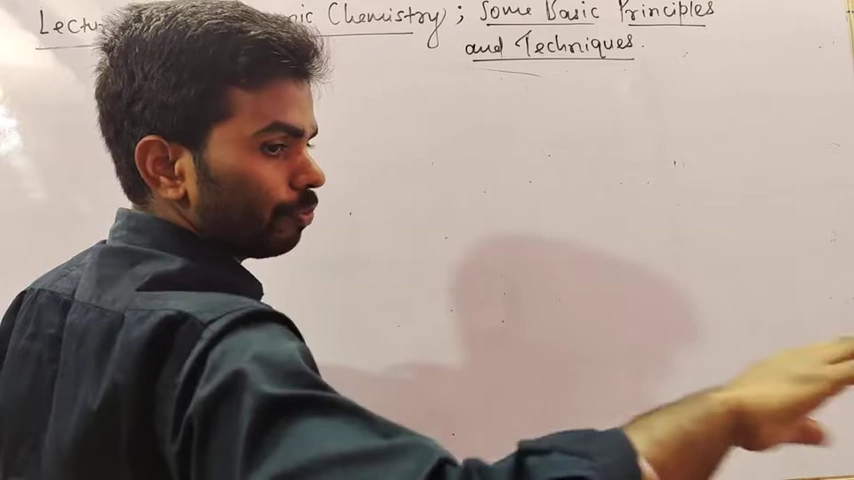 Lectu ic Chemistry; Some Basic Principles
and Techniques.